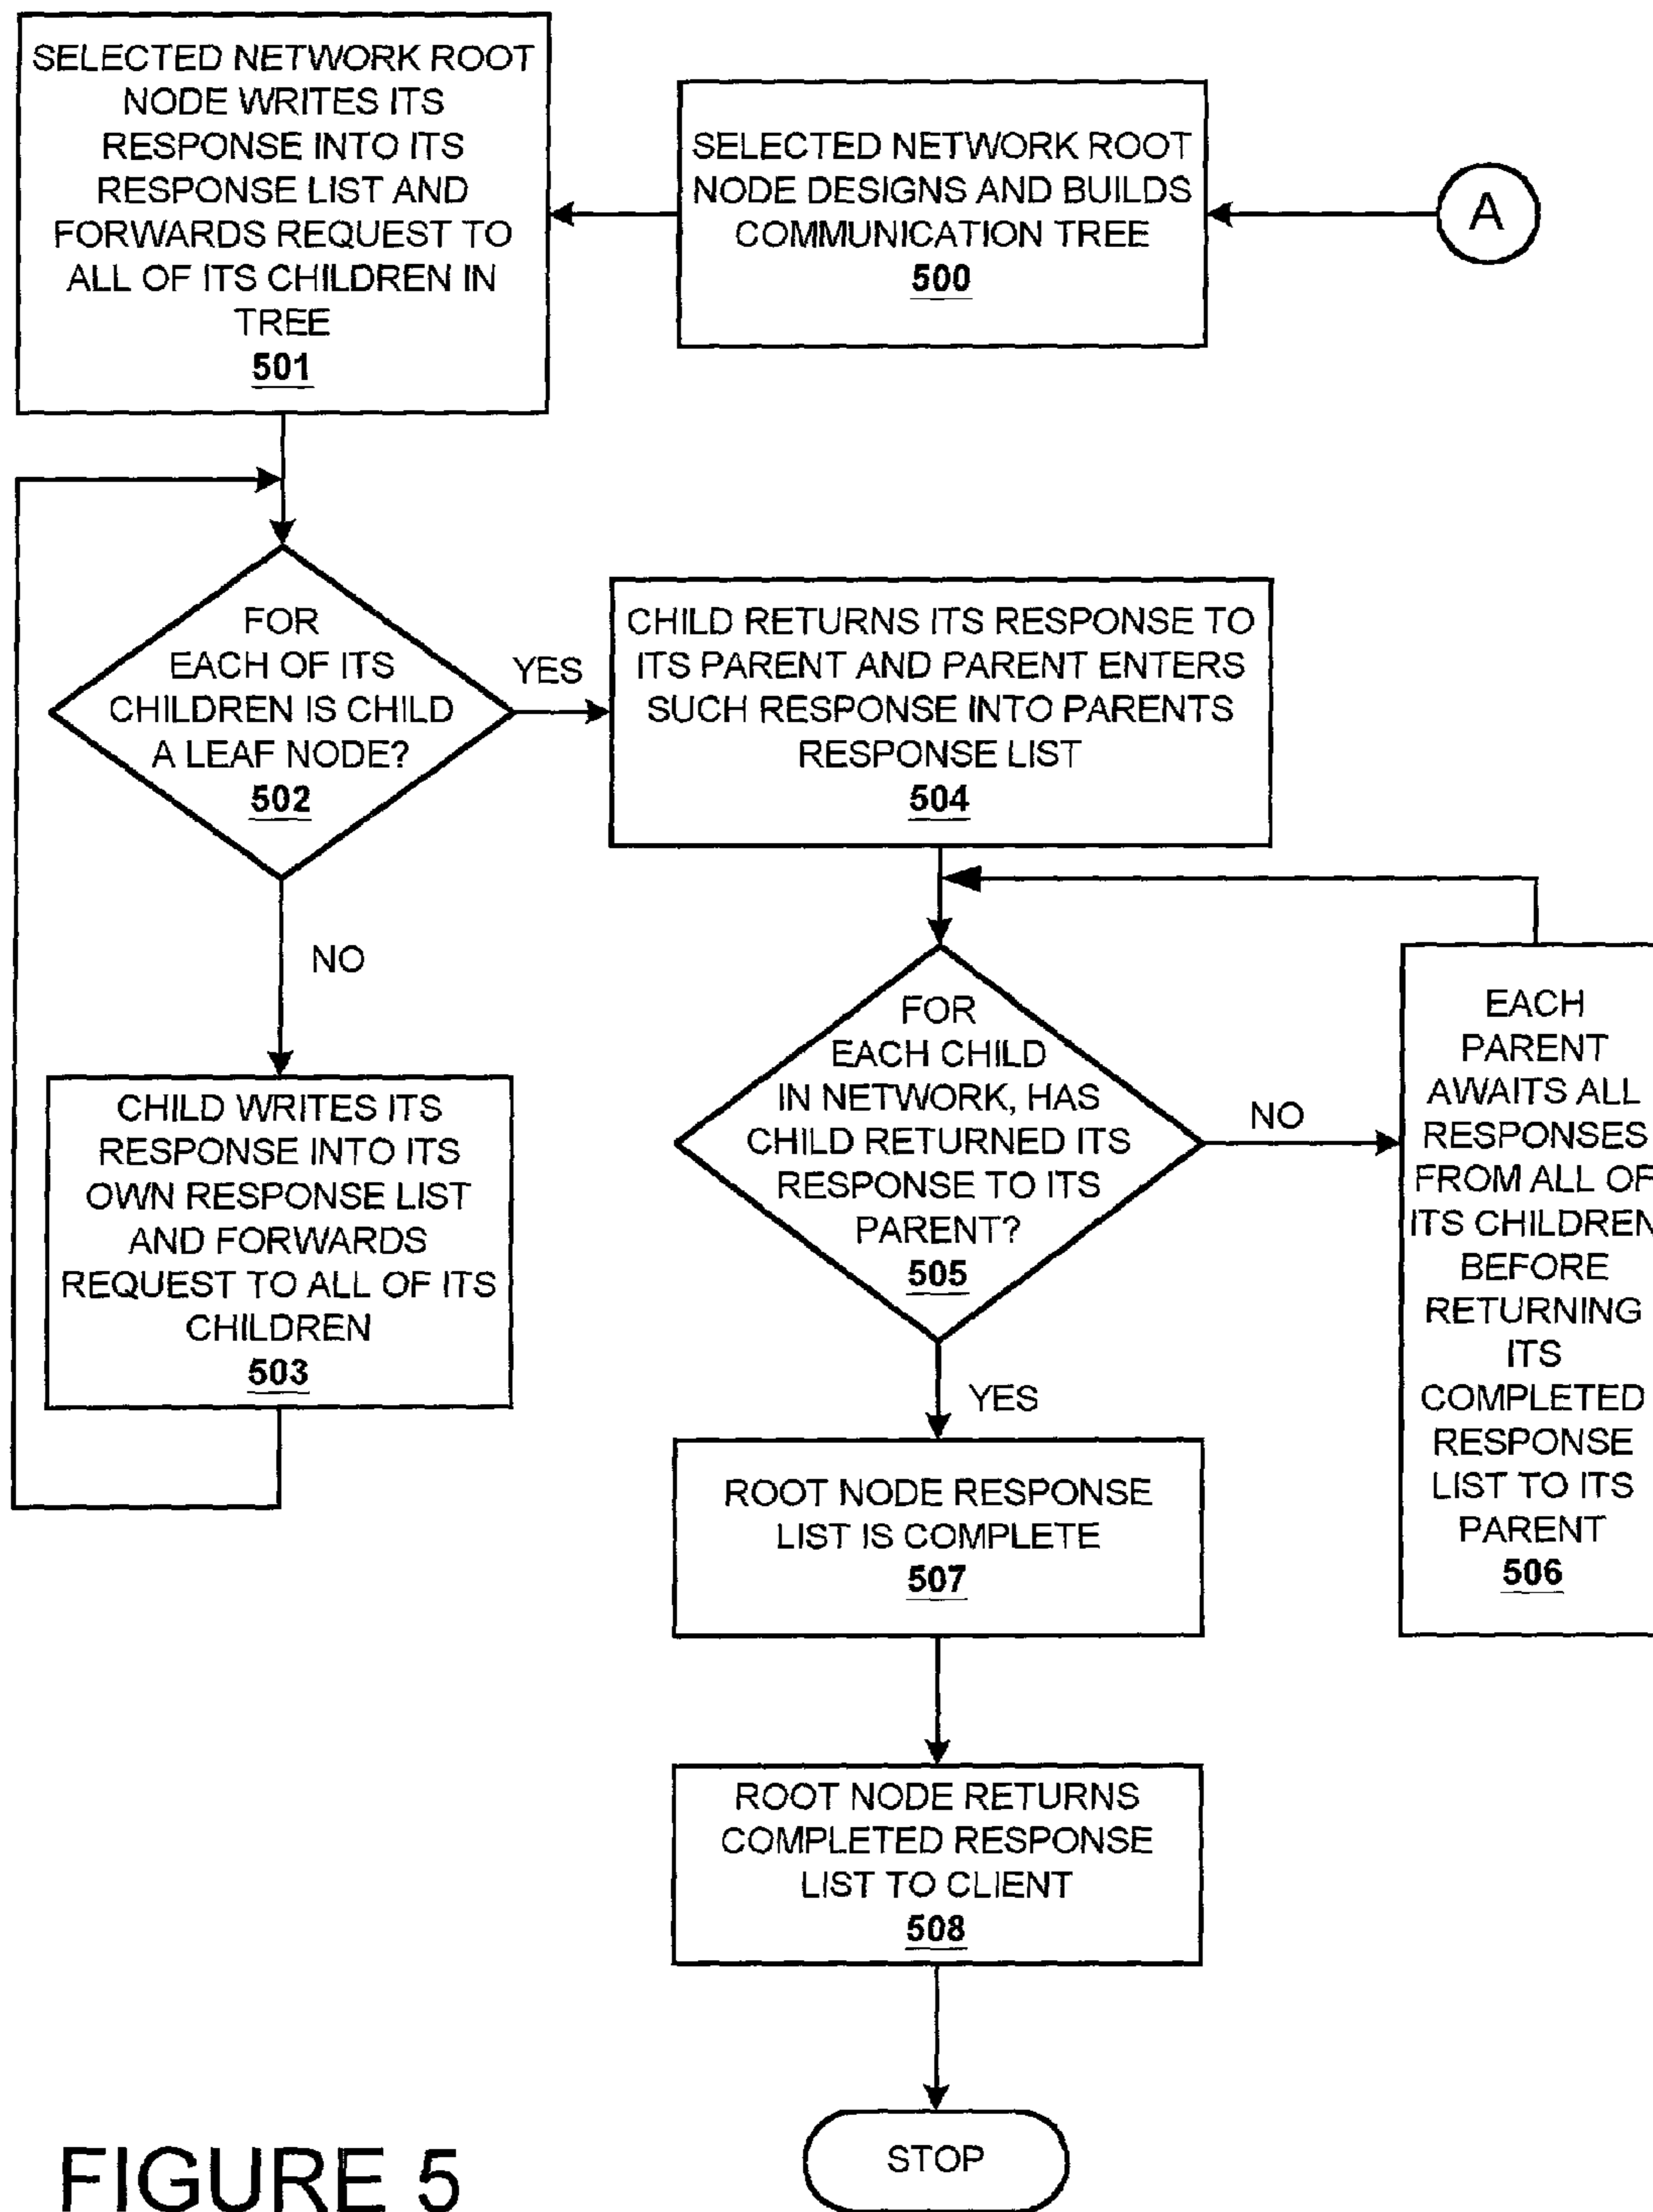 SELECTED NETWORK ROOT
NODE WRITES ITS
RESPONSE INTO ITS
RESPONSE LIST AND
FORWARDS REQUEST TO
ALL OF ITS CHILDREN IN
TREE
501
SELECTED NETWORK ROOT
NODE DESIGNS AND BUILDS
COMMUNICATION TREE
500
A
FOR
EACH OF ITS
CHILDREN IS CHILD
A LEAF NODE?
502
YES
CHILD RETURNS ITS RESPONSE TO
ITS PARENT AND PARENT ENTERS
SUCH RESPONSE INTO PARENTS
RESPONSE LIST
504
NO
CHILD WRITES ITS
RESPONSE INTO ITS
OWN RESPONSE LIST
AND FORWARDS
REQUEST TO ALL OF ITS
CHILDREN
503
FOR
EACH CHILD
IN NETWORK, HAS
CHILD RETURNED ITS
RESPONSE TO ITS
PARENT?
505
NO
EACH
PARENT
AWAITS ALL
RESPONSES
FROM ALL OF
ITS CHILDREN
BEFORE
RETURNING
ITS
COMPLETED
RESPONSE
LIST TO ITS
PARENT
506
YES
ROOT NODE RESPONSE
LIST IS COMPLETE
507
ROOT NODE RETURNS
COMPLETED RESPONSE
LIST TO CLIENT
508
STOP
FIGURE 5